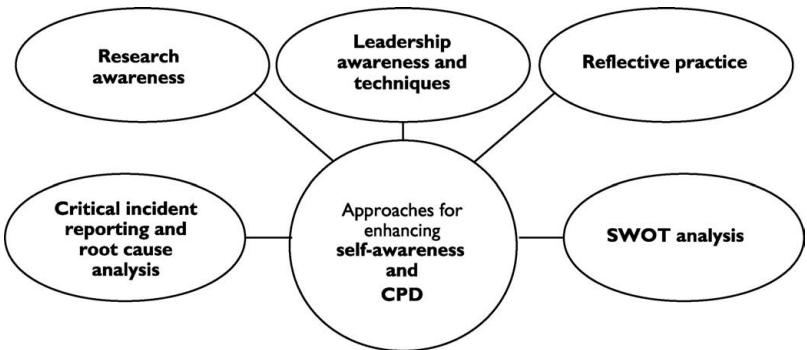 Research
awareness
Leadership
awareness and
techniques
Reflective practice
Critical incident
reporting and
root cause
analysis
Approaches for
enhancing
self-awareness
and
CPD
SWOT analysis